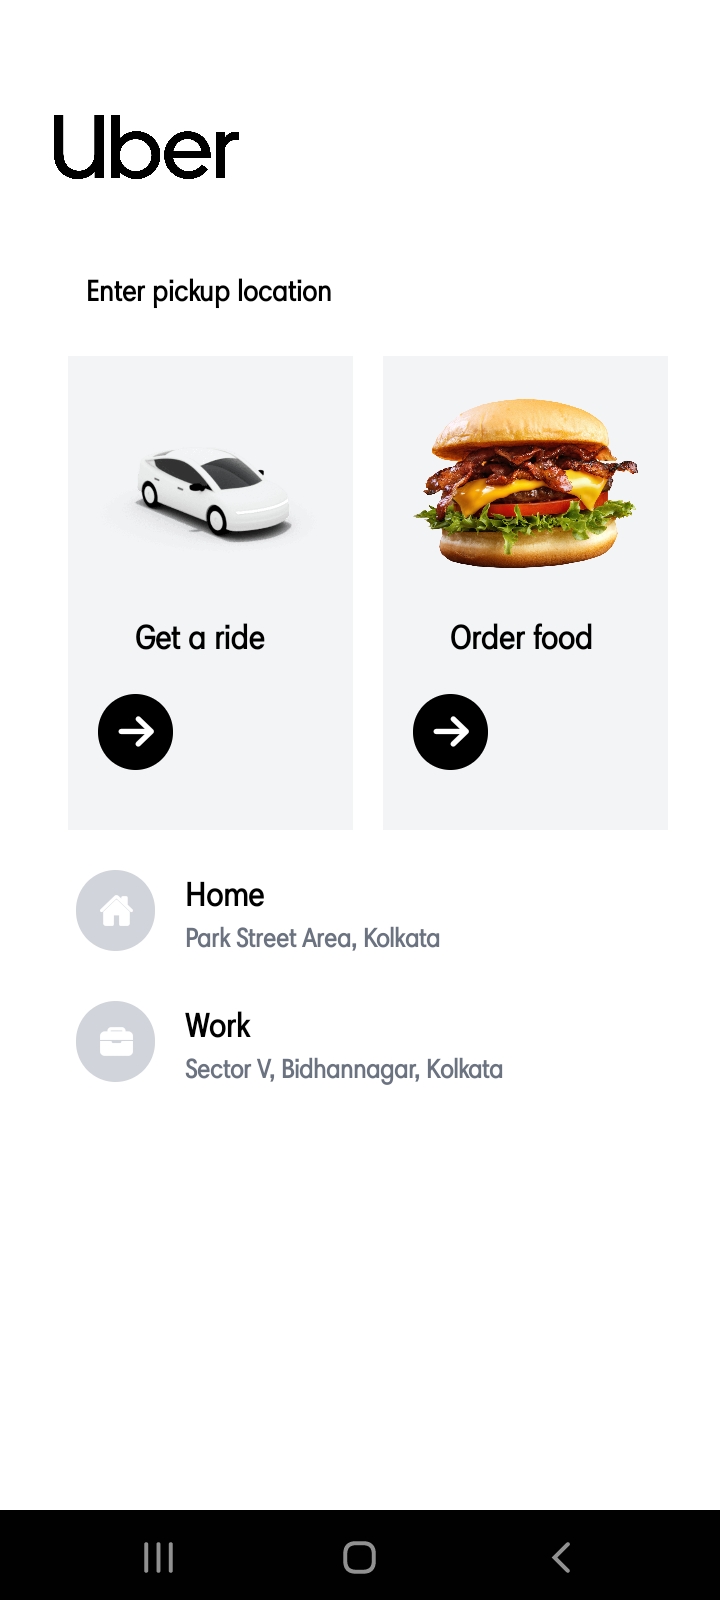 Uber
Enter pickup location
Get a ride
Order food
Home
Park Street Area, Kolkata
Work
Sector V, Bidhannagar, Kolkata